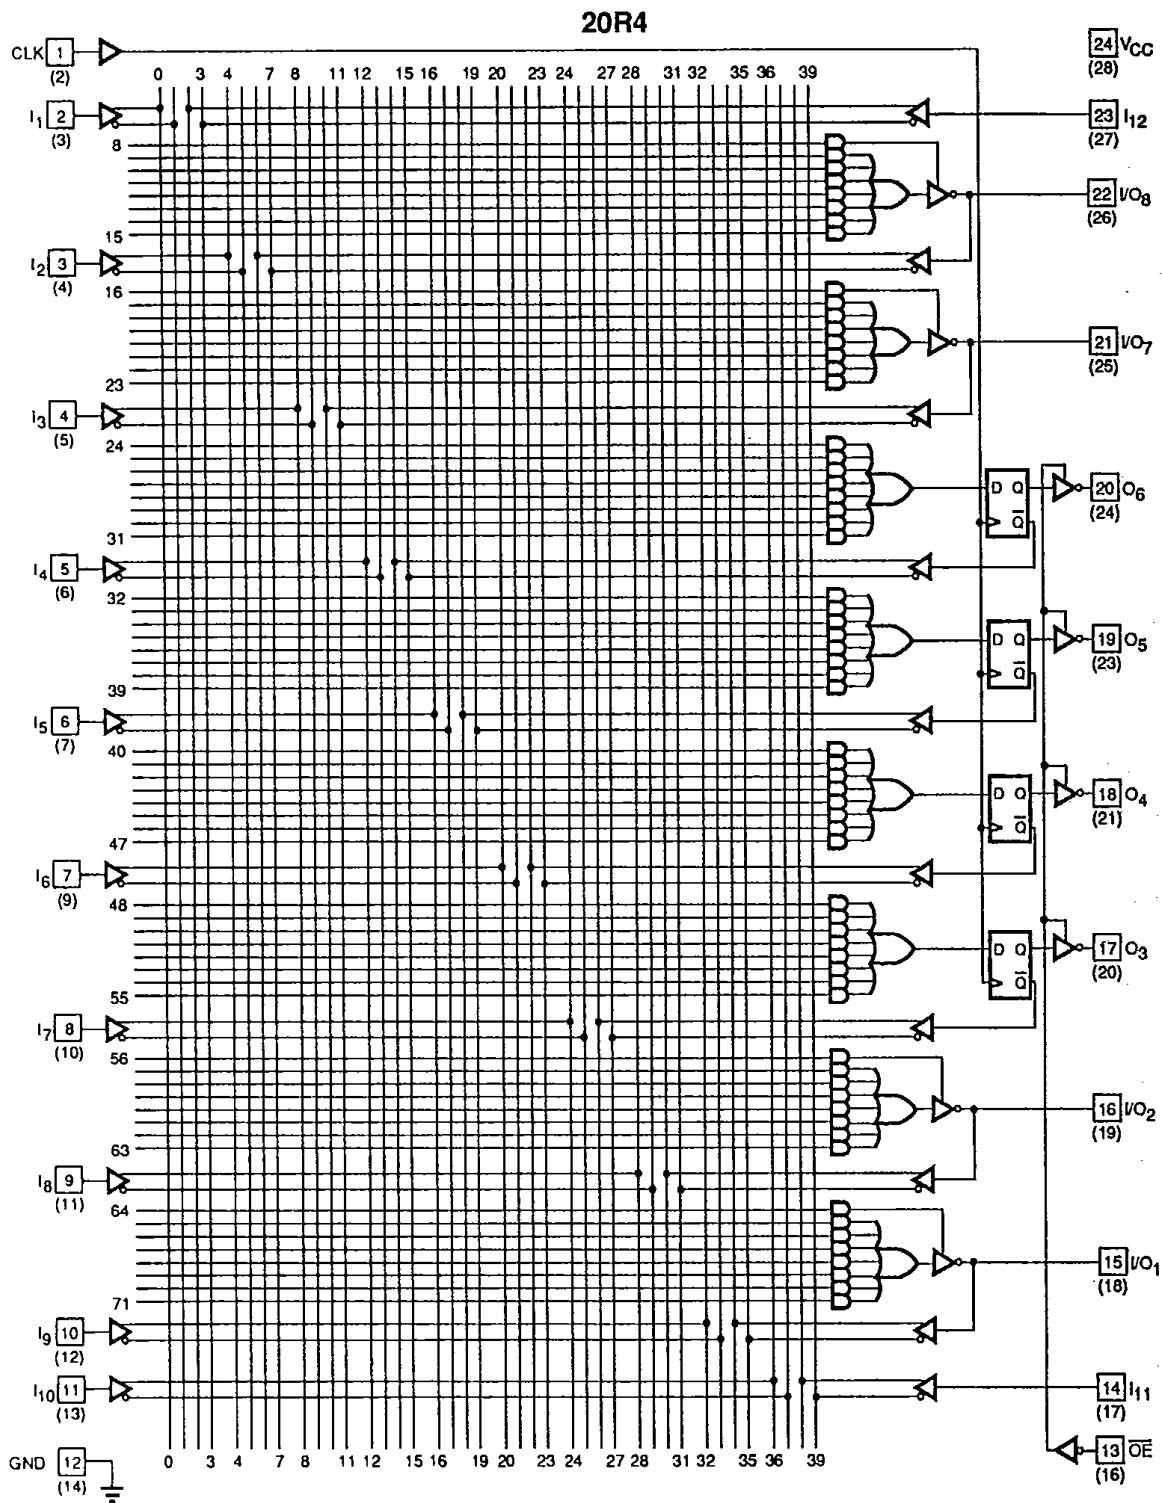 20R4
CLK 1 (2)
24 VCC (28)
0 3 4 7 8 11 12 15 16 19 20 23 24 27 28 31 32 35 36 39
I1 2 (3)
23 I12 (27)
8
22 I/O8 (26)
15
I2 3 (4)
16
21 I/O7 (25)
23
I3 4 (5)
24
D Q Q̅
20 O6 (24)
31
I4 5 (6)
32
D Q Q̅
19 O5 (23)
39
I5 6 (7)
40
D Q Q̅
18 O4 (21)
47
I6 7 (9)
48
D Q Q̅
17 O3 (20)
55
I7 8 (10)
56
16 I/O2 (19)
63
I8 9 (11)
64
15 I/O1 (18)
71
I9 10 (12)
I10 11 (13)
14 I11 (17)
GND 12 (14)
0 3 4 7 8 11 12 15 16 19 20 23 24 27 28 31 32 35 36 39
13 O̅E̅ (16)